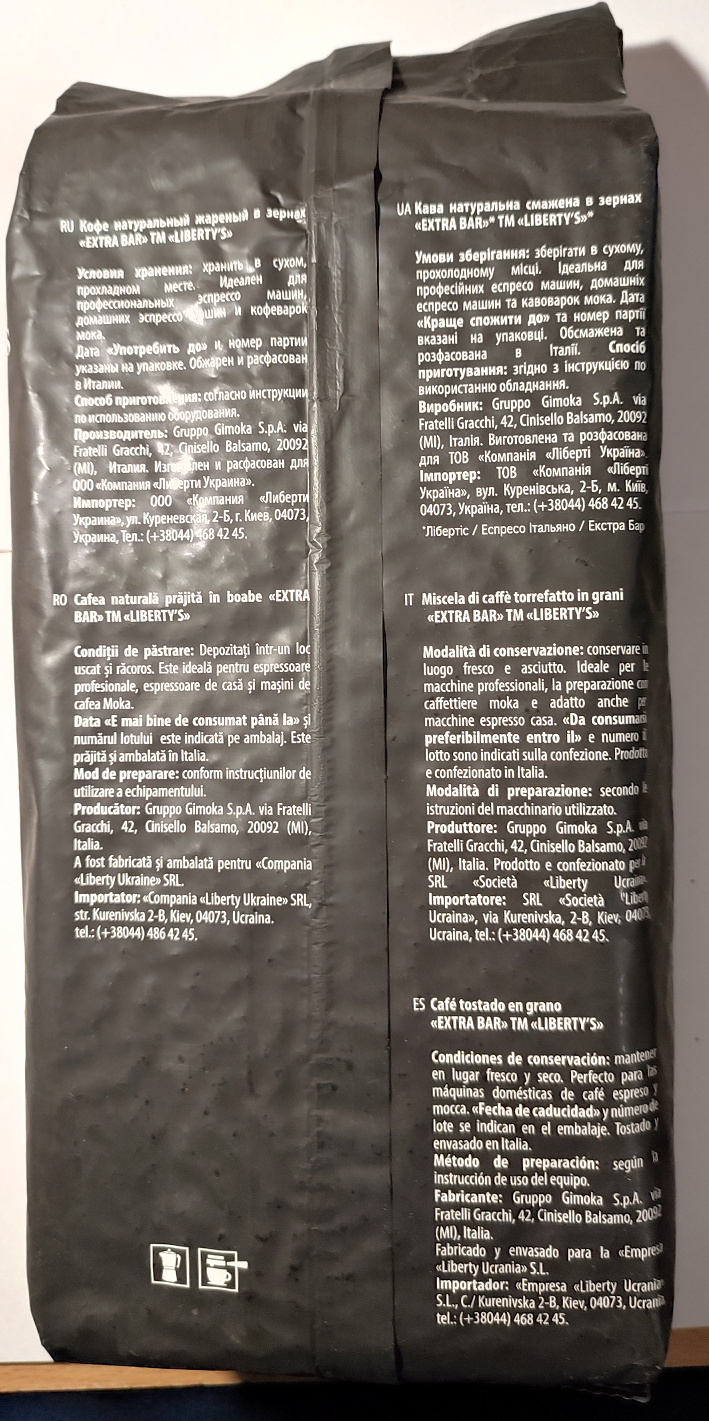 RU Кофе натуральный жареный в зернах
«EXTRA BAR» ТМ «LIBERTY'S»
Условия хранения: хранить в сухом,
прохладном месте. Идеален для
профессиональных эспрессо машин,
домашних эспрессо машин и кофеварок
мока.
Дата «Употребить до» и номер партии
указаны на упаковке. Обжарен и расфасован
в Италии.
Способ приготовления: согласно инструкции
по использованию оборудования.
Производитель: Gruppo Gimoka S.p.A. via
Fratelli Gracchi, 42, Cinisello Balsamo, 20092
(MI), Италия. Изготовлен и расфасован для
ООО «Компания «Либерти Украина».
Импортер: ООО «Компания «Либерти
Украина», ул. Куреневская, 2-Б, г. Киев, 04073,
Украина, Тел.: (+38044) 468 42 45.
RO Cafea naturală prăjită în boabe «EXTRA
BAR» TM «LIBERTY'S»
Condiții de păstrare: Depozitați într-un loc
uscat și răcoros. Este ideală pentru espressoare
profesionale, espressoare de casă și mașini de
cafea Moka.
Data «E mai bine de consumat până la» și
numărul lotului este indicată pe ambalaj. Este
prăjită și ambalată în Italia.
Mod de preparare: conform instrucțiunilor de
utilizare a echipamentului.
Producător: Gruppo Gimoka S.p.A. via Fratelli
Gracchi, 42, Cinisello Balsamo, 20092 (MI),
Italia.
A fost fabricată și ambalată pentru «Compania
«Liberty Ukraine» SRL.
Importator: «Compania «Liberty Ukraine» SRL,
str. Kurenivska 2-B, Kiev, 04073, Ucraina.
tel.: (+38044) 486 42 45.
UA Кава натуральна смажена в зернах
«EXTRA BAR»* ТМ «LIBERTY'S»*
Умови зберігання: зберігати в сухому,
прохолодному місці. Ідеальна для
професійних еспресо машин, домашніх
еспресо машин та кавоварок мока. Дата
«Краще спожити до» та номер партії
вказані на упаковці. Обсмажена та
розфасована в Італії. Спосіб
приготування: згідно з інструкцією по
використанню обладнання.
Виробник: Gruppo Gimoka S.p.A. via
Fratelli Gracchi, 42, Cinisello Balsamo, 20092
(MI), Італія. Виготовлена та розфасована
для ТОВ «Компанія «Ліберті Україна».
Імпортер: ТОВ «Компанія «Ліберті
Україна», вул. Куренівська, 2-Б, м. Київ,
04073, Україна, тел.: (+38044) 468 42 45.
*Лібертіс / Еспресо Італьяно / Екстра Бар
IT Miscela di caffè torrefatto in grani
«EXTRA BAR» TM «LIBERTY'S»
Modalità di conservazione: conservare in
luogo fresco e asciutto. Ideale per le
macchine professionali, la preparazione con
caffettiere moka e adatto anche per
macchine espresso casa. «Da consumarsi
preferibilmente entro il» e numero il
lotto sono indicati sulla confezione. Prodotto
e confezionato in Italia.
Modalità di preparazione: secondo le
istruzioni del macchinario utilizzato.
Produttore: Gruppo Gimoka S.p.A. via
Fratelli Gracchi, 42, Cinisello Balsamo, 20092
(MI), Italia. Prodotto e confezionato per la
SRL «Società «Liberty Ucraina».
Importatore: SRL «Società "Liberty
Ucraina», via Kurenivska, 2-B, Kiev, 04073,
Ucraina, tel.: (+38044) 468 42 45.
ES Café tostado en grano
«EXTRA BAR» TM «LIBERTY'S»
Condiciones de conservación: mantener
en lugar fresco y seco. Perfecto para las
máquinas domésticas de café espreso y
mocca. «Fecha de caducidad» y número de
lote se indican en el embalaje. Tostado y
envasado en Italia.
Método de preparación: según la
instrucción de uso del equipo.
Fabricante: Gruppo Gimoka S.p.A. via
Fratelli Gracchi, 42, Cinisello Balsamo, 20092
(MI), Italia.
Fabricado y envasado para la «Empresa
«Liberty Ucrania» S.L.
Importador: «Empresa «Liberty Ucrania»
S.L., C./ Kurenivska 2-B, Kiev, 04073, Ucrania
tel.: (+38044) 468 42 45.